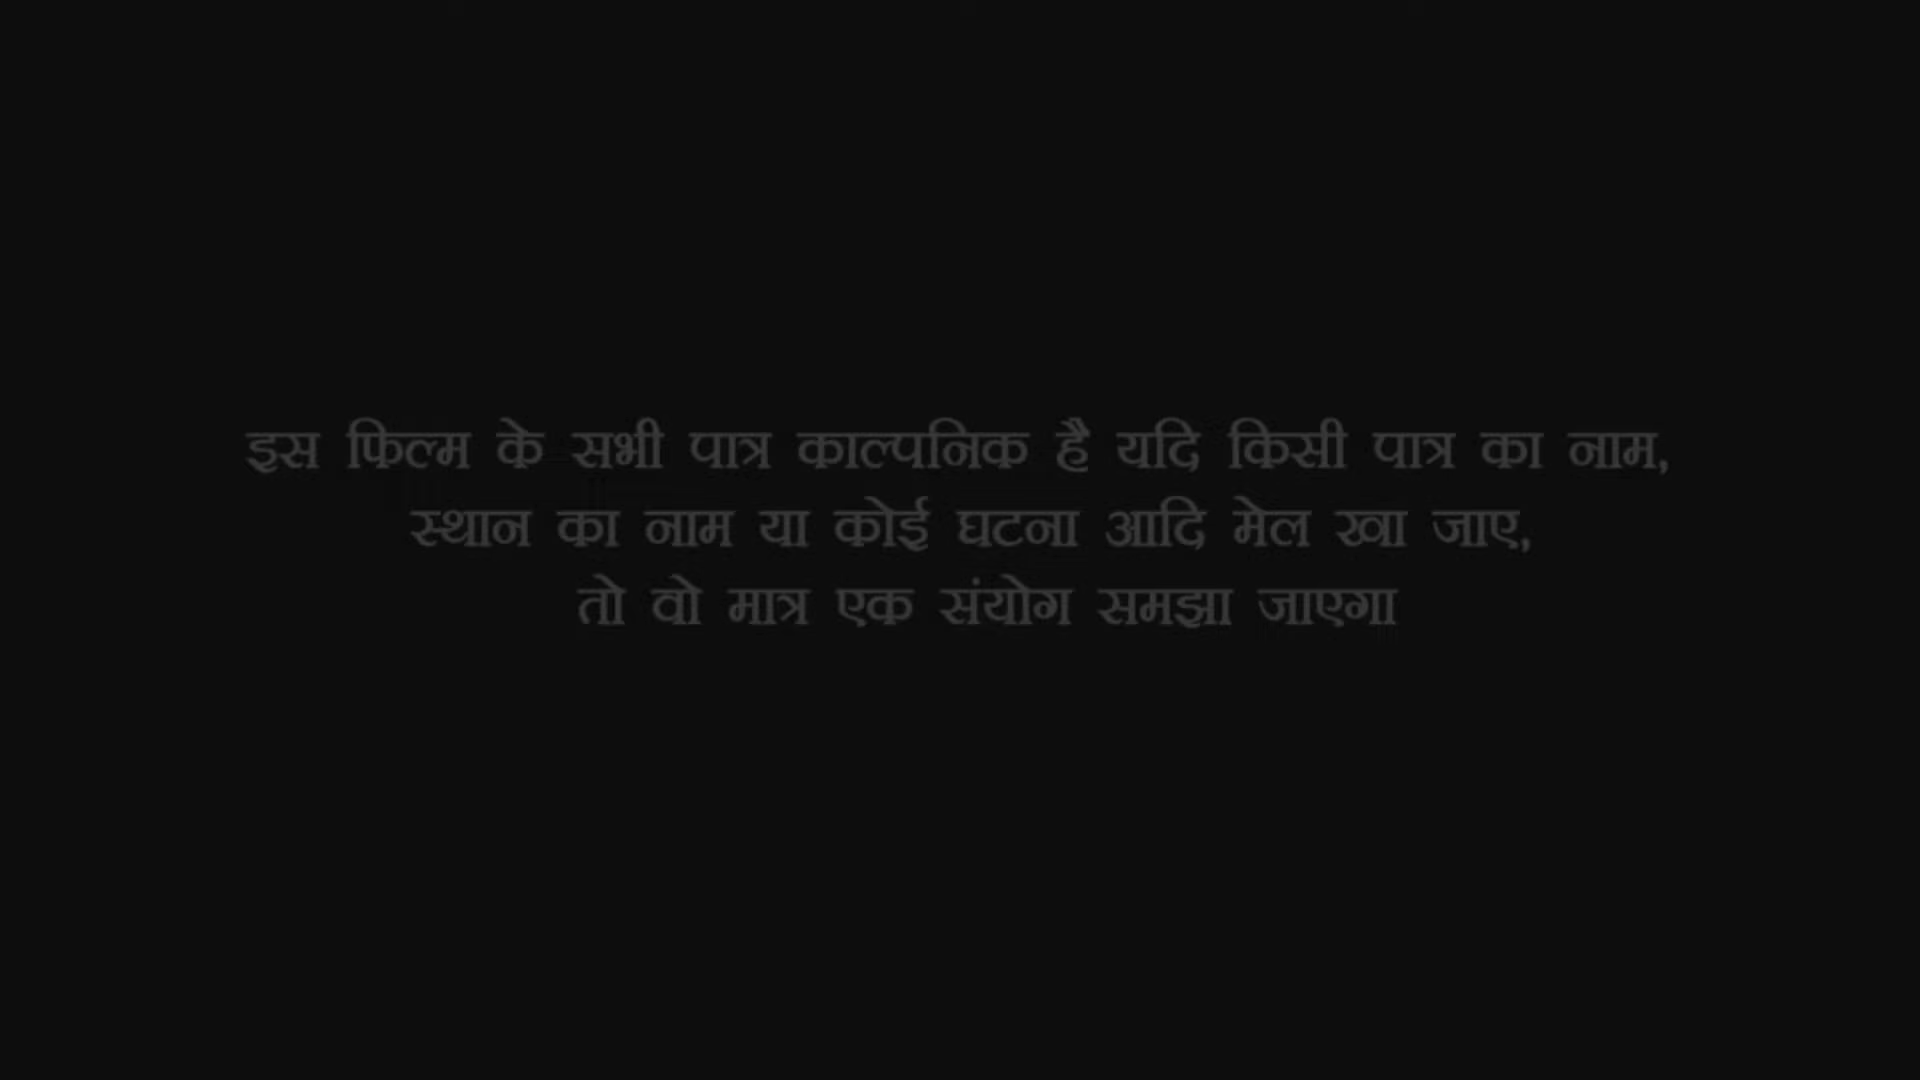 इस फिल्म के सभी पात्र काल्पनिक है यदि किसी पात्र का नाम,
स्थान का नाम या कोई घटना आदि मेल खा जाए,
तो वो मात्र एक संयोग समझा जाएगा